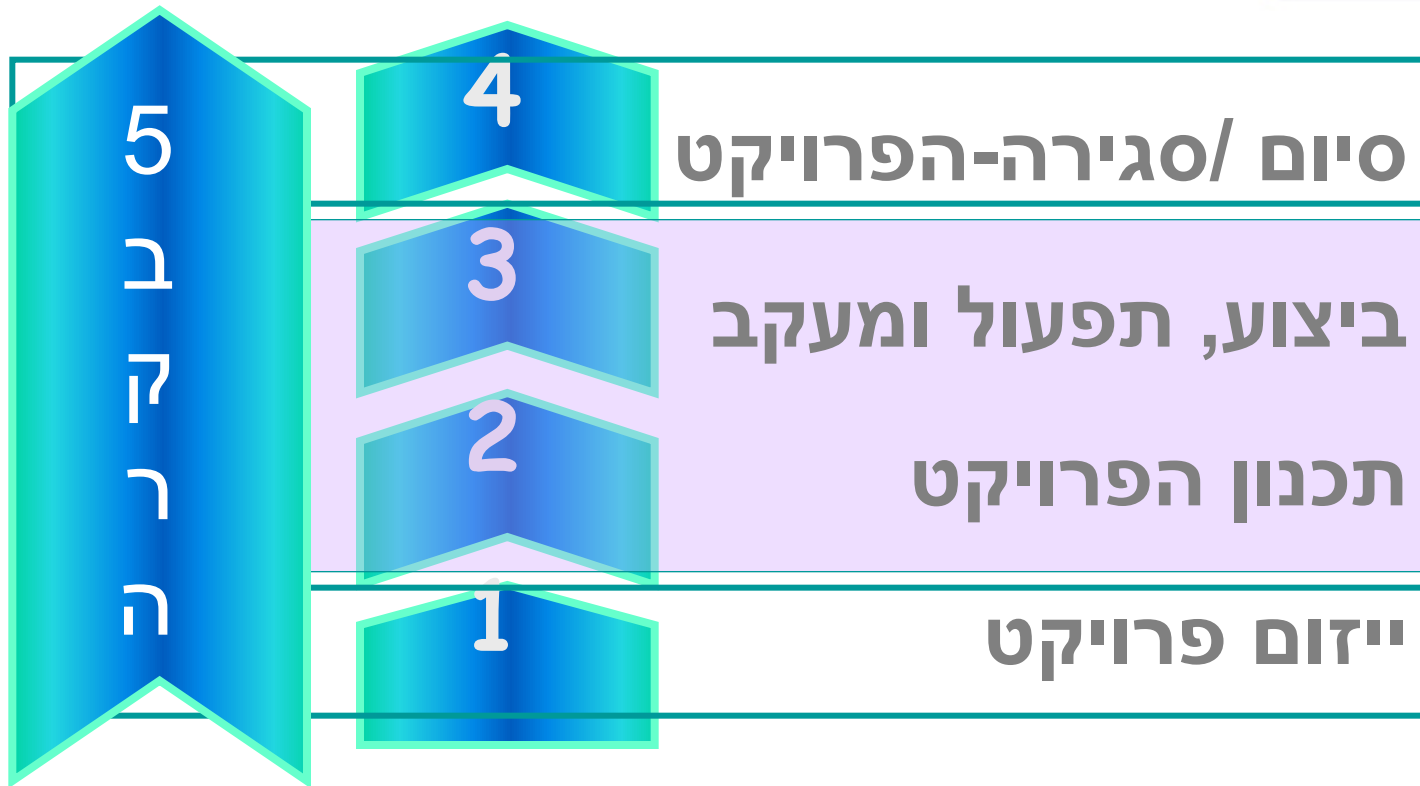 4
סיום /סגירה-הפרויקט
3
ביצוע, תפעול ומעקב
2
תכנון הפרויקט
1
ייזום פרויקט
5
ב
ק
ר
ה